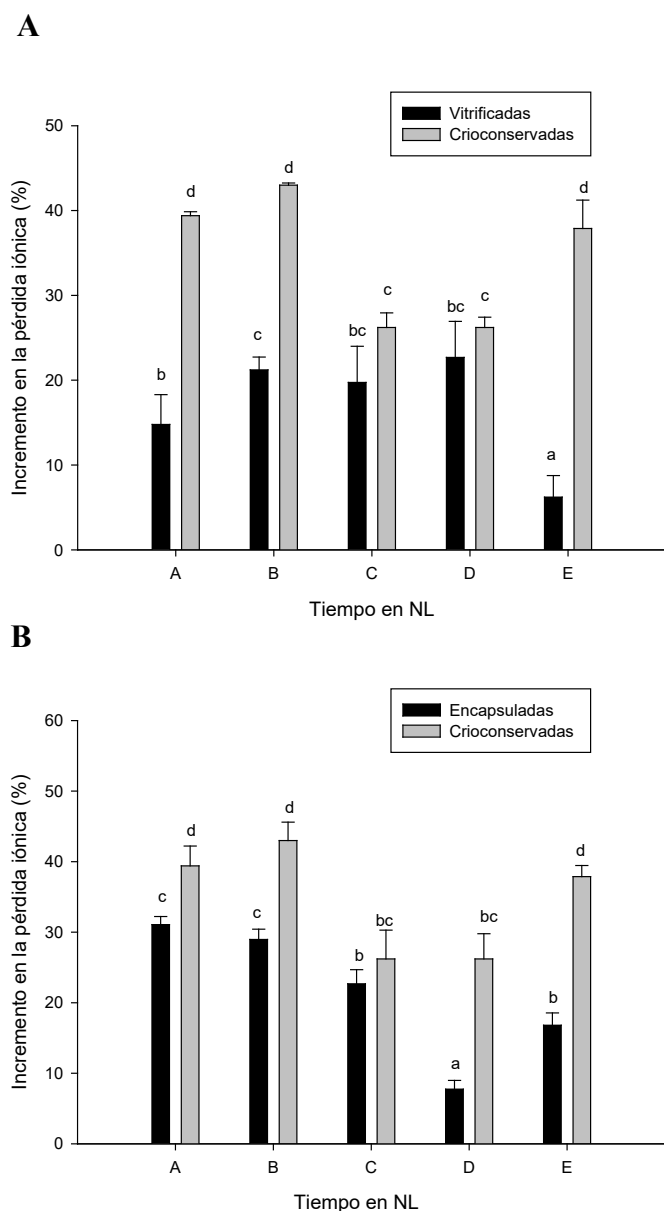 A
Vitrificadas
Crioconservadas
Incremento en la pérdida iónica (%)
50
40
30
20
10
0
b
d
c
d
bc
c
bc
c
a
d
A B C D E
Tiempo en NL
B
Encapsuladas
Crioconservadas
Incremento en la pérdida iónica (%)
60
50
40
30
20
10
0
c
d
c
d
b
bc
a
bc
b
d
A B C D E
Tiempo en NL